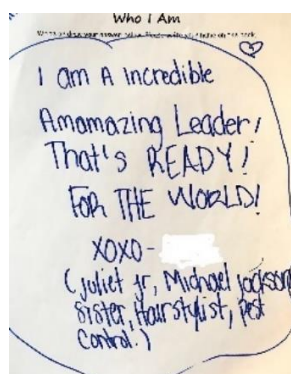 Who I Am
I am A Incredible
Amamazing Leader!
That's READY!
FOR THE WORLD!
XOXO-
(Juliet jr, Michael jackson
sister, Hairstylist, Pest
Control.)